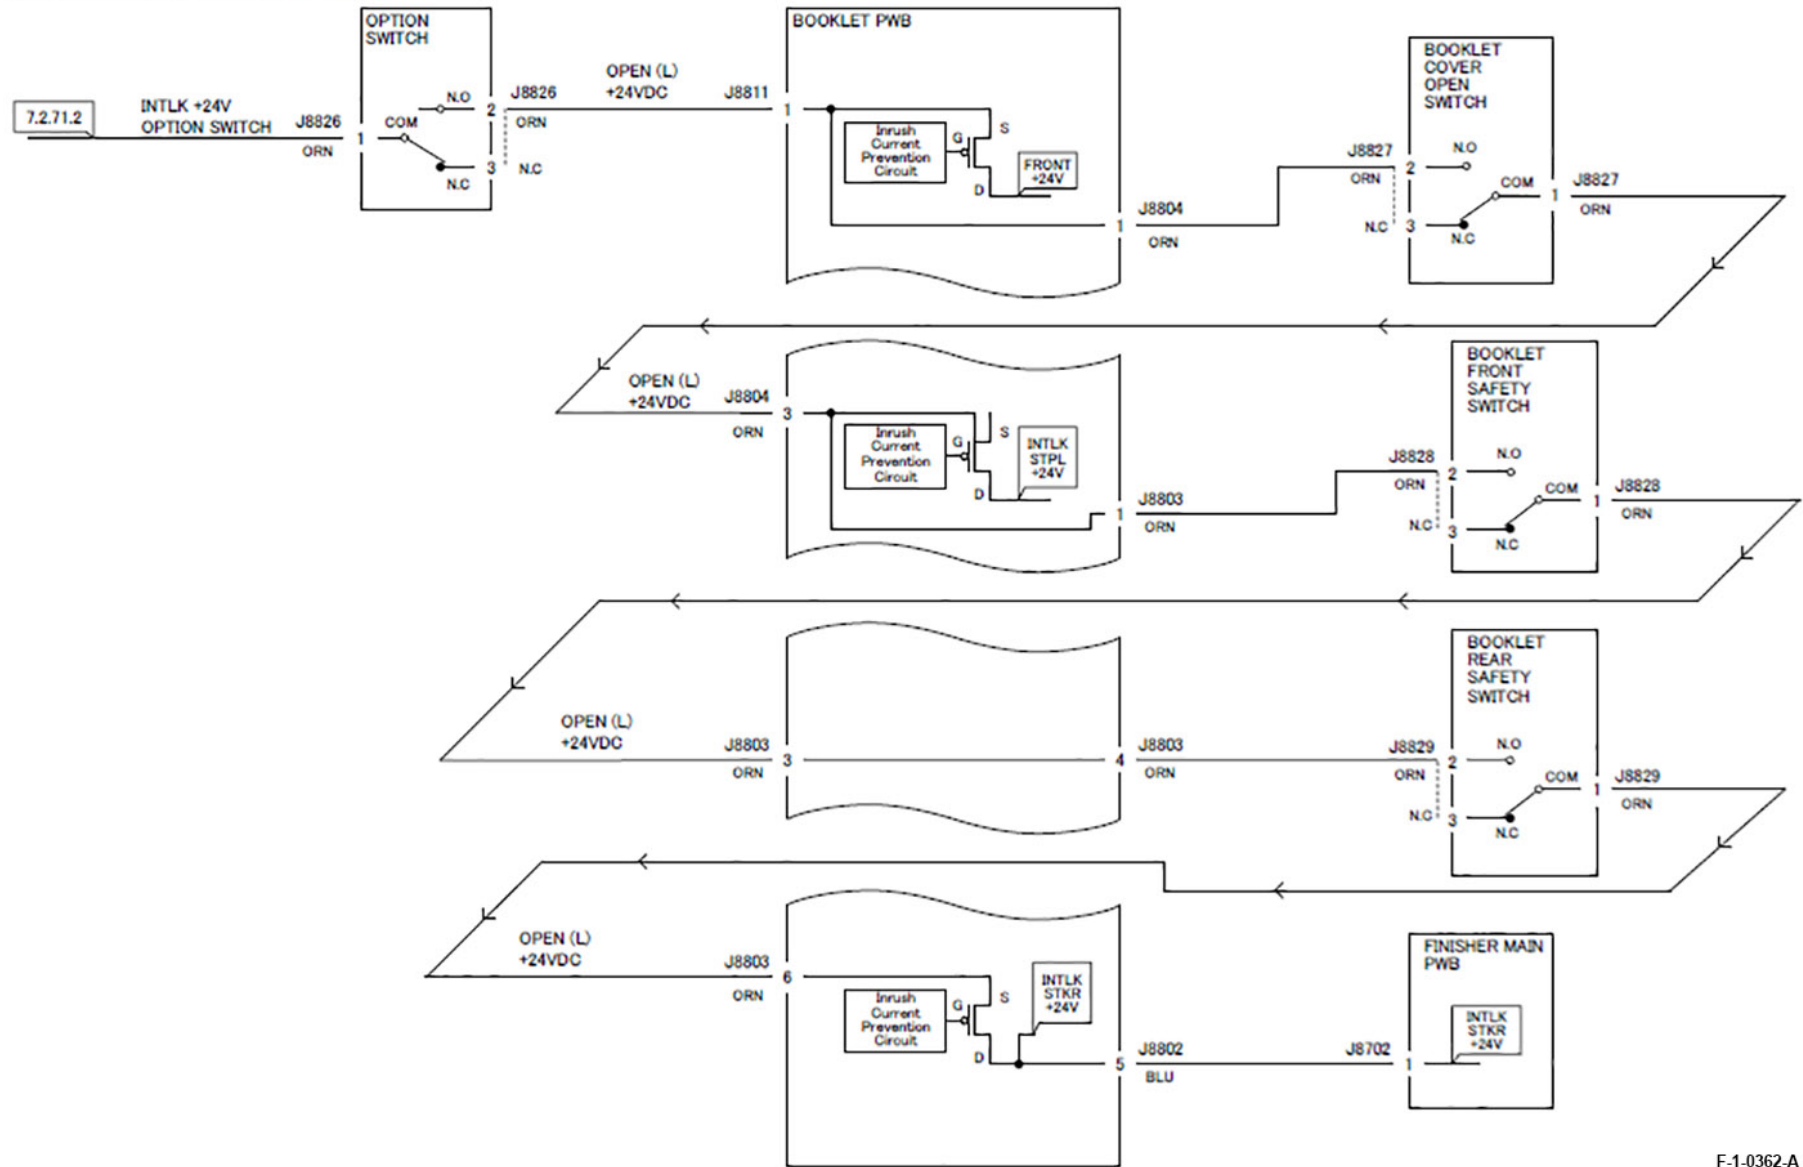 OPTION
SWITCH
7.2.71.2
INTLK +24V
OPTION SWITCH
J8826
ORN
1
COM
N.O
N.C
2
3
J8826
ORN
N.C
OPEN (L)
+24VDC
J8811
BOOKLET PWB
1
Inrush
Current
Prevention
Circuit
G
S
D
FRONT
+24V
1
J8804
ORN
J8827
ORN
N.C
BOOKLET
COVER
OPEN
SWITCH
2
3
N.O
COM
N.C
1
J8827
ORN
OPEN (L)
+24VDC
J8804
ORN
3
Inrush
Current
Prevention
Circuit
G
S
D
INTLK
STPL
+24V
1
J8803
ORN
J8828
ORN
N.C
BOOKLET
FRONT
SAFETY
SWITCH
2
3
N.O
COM
N.C
1
J8828
ORN
OPEN (L)
+24VDC
J8803
ORN
3
4
J8803
ORN
J8829
ORN
N.C
BOOKLET
REAR
SAFETY
SWITCH
2
3
N.O
COM
N.C
1
J8829
ORN
OPEN (L)
+24VDC
J8803
ORN
6
Inrush
Current
Prevention
Circuit
G
S
D
INTLK
STKR
+24V
5
J8802
BLU
J8702
FINISHER MAIN
PWB
1
INTLK
STKR
+24V
F-1-0362-A